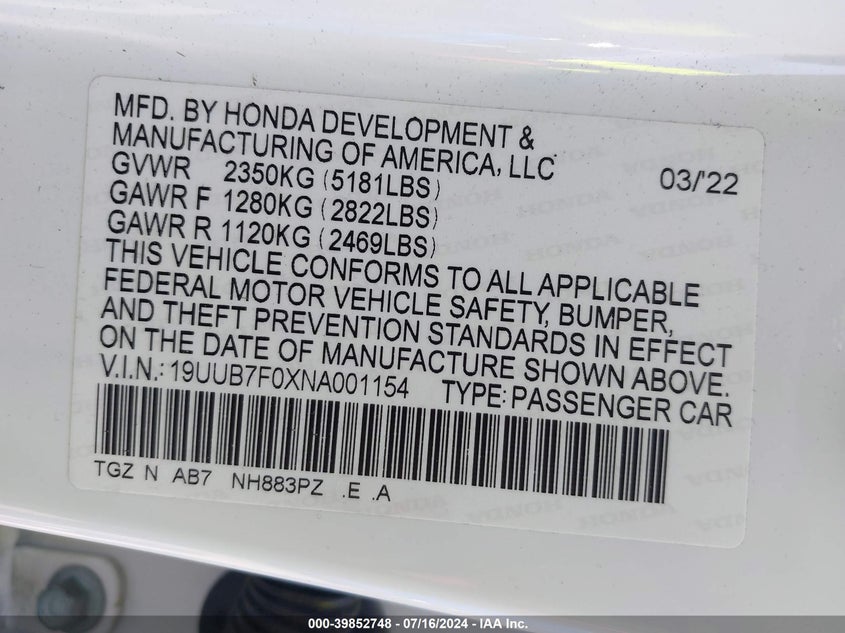 MFD. BY HONDA DEVELOPMENT &
MANUFACTURING OF AMERICA, LLC
GVWR 2350KG (5181LBS) 03/'22
GAWR F 1280KG (2822LBS)
GAWR R 1120KG (2469LBS)
THIS VEHICLE CONFORMS TO ALL APPLICABLE
FEDERAL MOTOR VEHICLE SAFETY, BUMPER,
AND THEFT PREVENTION STANDARDS IN EFFECT
ON THE DATE OF MANUFACTURE SHOWN ABOVE.
V.I.N.: 19UUB7F0XNA001154 TYPE: PASSENGER CAR
TGZ N AB7 NH883PZ .E .A
000-39852748 - 07/16/2024 - IAA Inc.